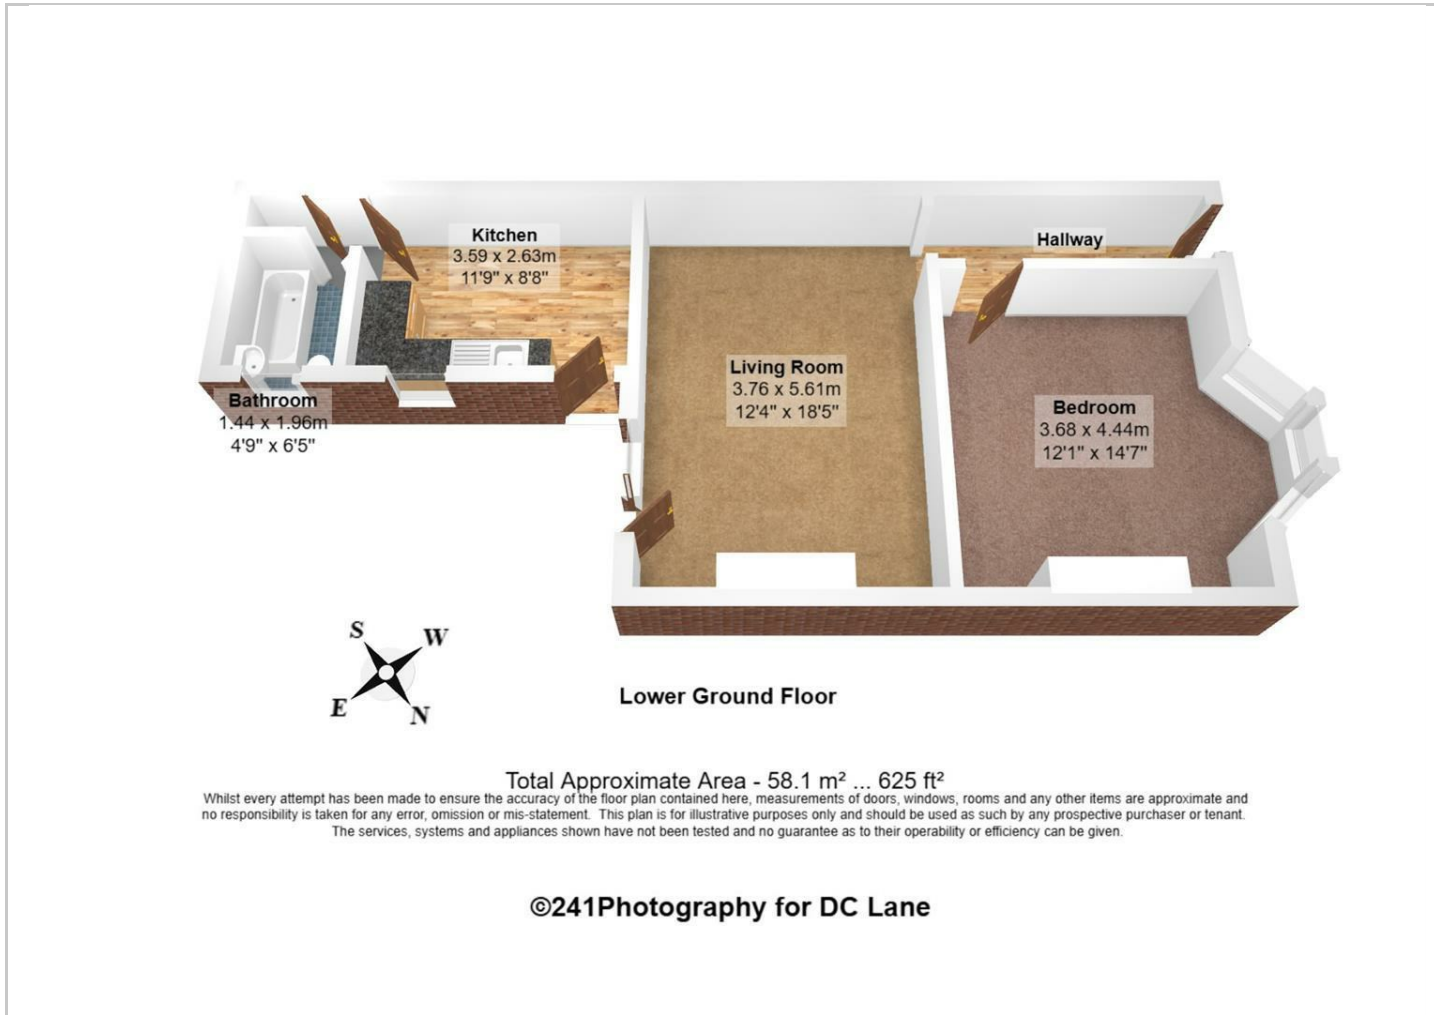 Kitchen
3.59 x 2.63m
11'9" x 8'8"
Hallway
Living Room
3.76 x 5.61m
12'4" x 18'5"
Bedroom
3.68 x 4.44m
12'1" x 14'7"
Bathroom
1.44 x 1.96m
4'9" x 6'5"
S
W
E
N
Lower Ground Floor
Total Approximate Area - 58.1 m² ... 625 ft²
Whilst every attempt has been made to ensure the accuracy of the floor plan contained here, measurements of doors, windows, rooms and any other items are approximate and
no responsibility is taken for any error, omission or mis-statement. This plan is for illustrative purposes only and should be used as such by any prospective purchaser or tenant.
The services, systems and appliances shown have not been tested and no guarantee as to their operability or efficiency can be given.
©241Photography for DC Lane